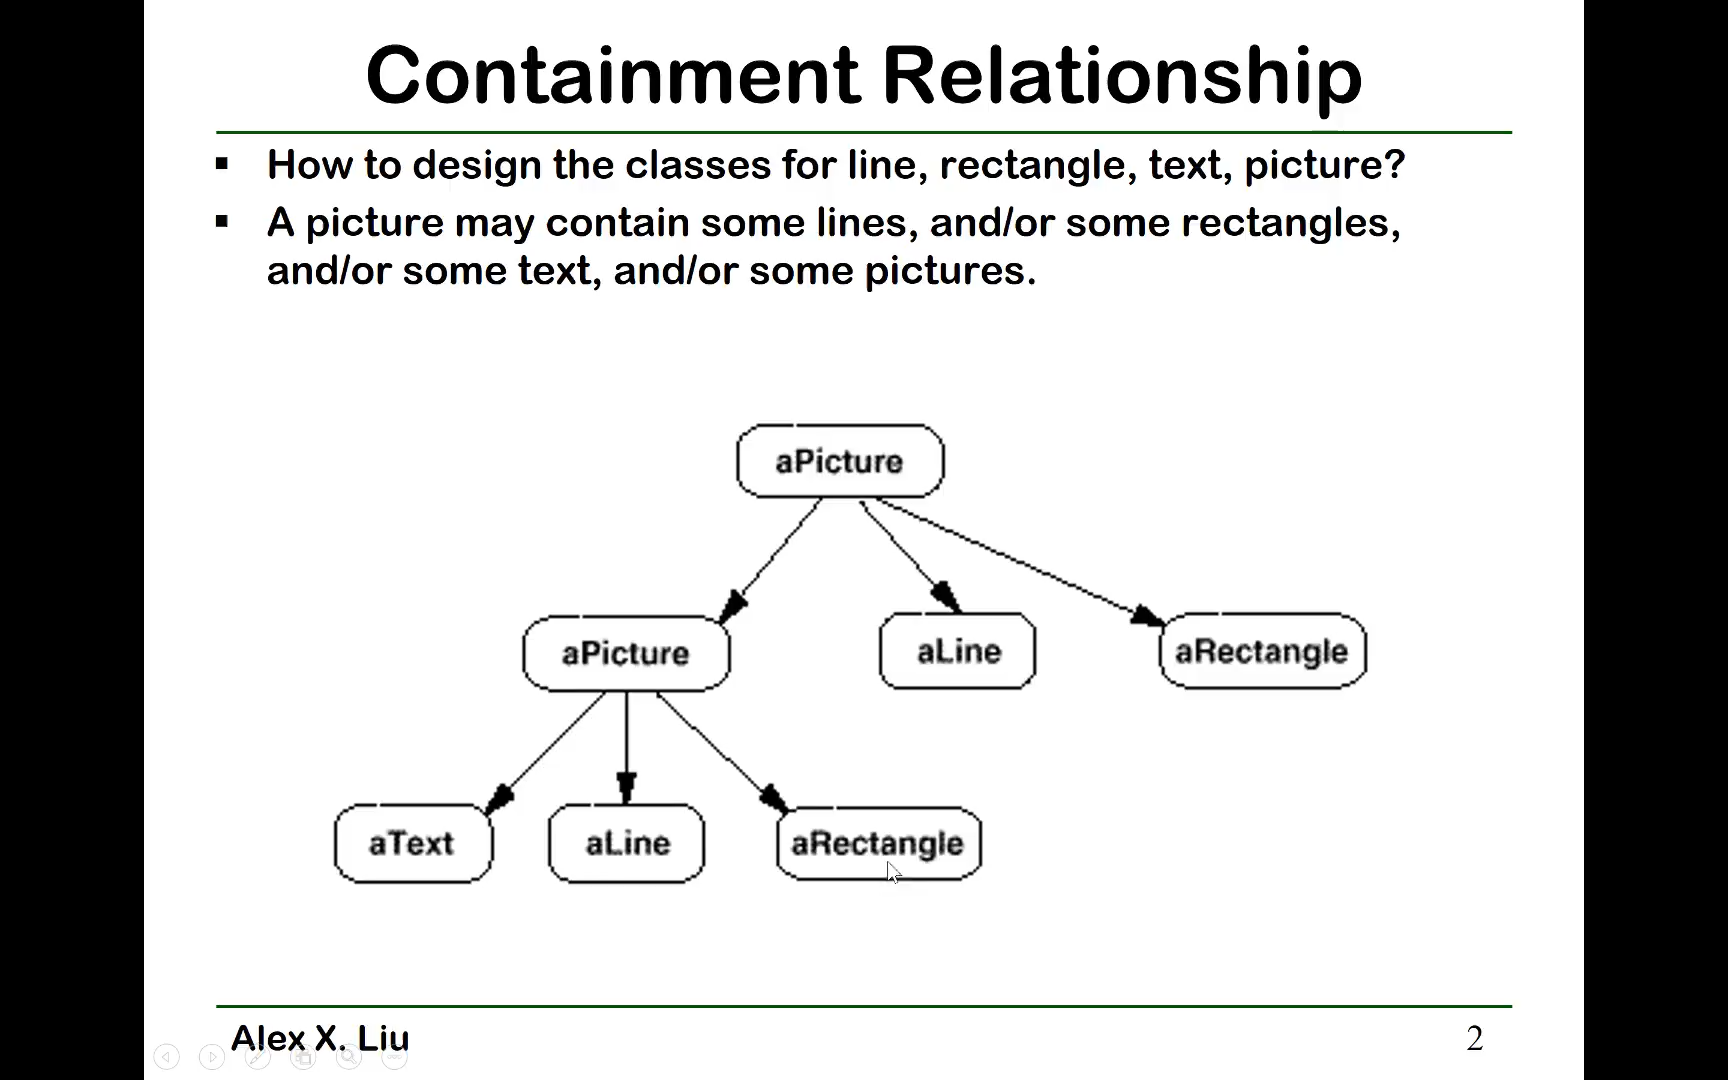 Containment Relationship
▪ How to design the classes for line, rectangle, text, picture?
▪ A picture may contain some lines, and/or some rectangles,
and/or some text, and/or some pictures.
aPicture
aPicture
aLine
aRectangle
aText
aLine
aRectangle
Alex X. Liu
2